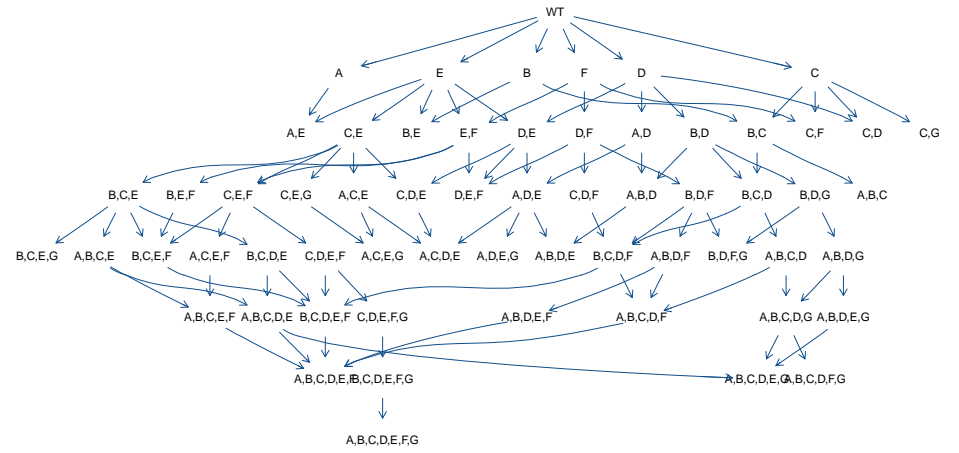 WT
A E B F D C
A,E C,E B,E E,F D,E D,F A,D B,D B,C C,F C,D C,G
B,C,E B,E,F C,E,F C,E,G A,C,E C,D,E D,E,F A,D,E C,D,F A,B,D B,D,F B,C,D B,D,G A,B,C
B,C,E,G A,B,C,E B,C,E,F A,C,E,F B,C,D,E C,D,E,F A,C,E,G A,C,D,E A,D,E,G A,B,D,E B,C,D,F A,B,D,F B,D,F,G A,B,C,D A,B,D,G
A,B,C,E,F A,B,C,D,E B,C,D,E,F C,D,E,F,G A,B,D,E,F A,B,C,D,F A,B,C,D,G A,B,D,E,G
A,B,C,D,E,F B,C,D,E,F,G A,B,C,D,E,G A,B,C,D,F,G
A,B,C,D,E,F,G